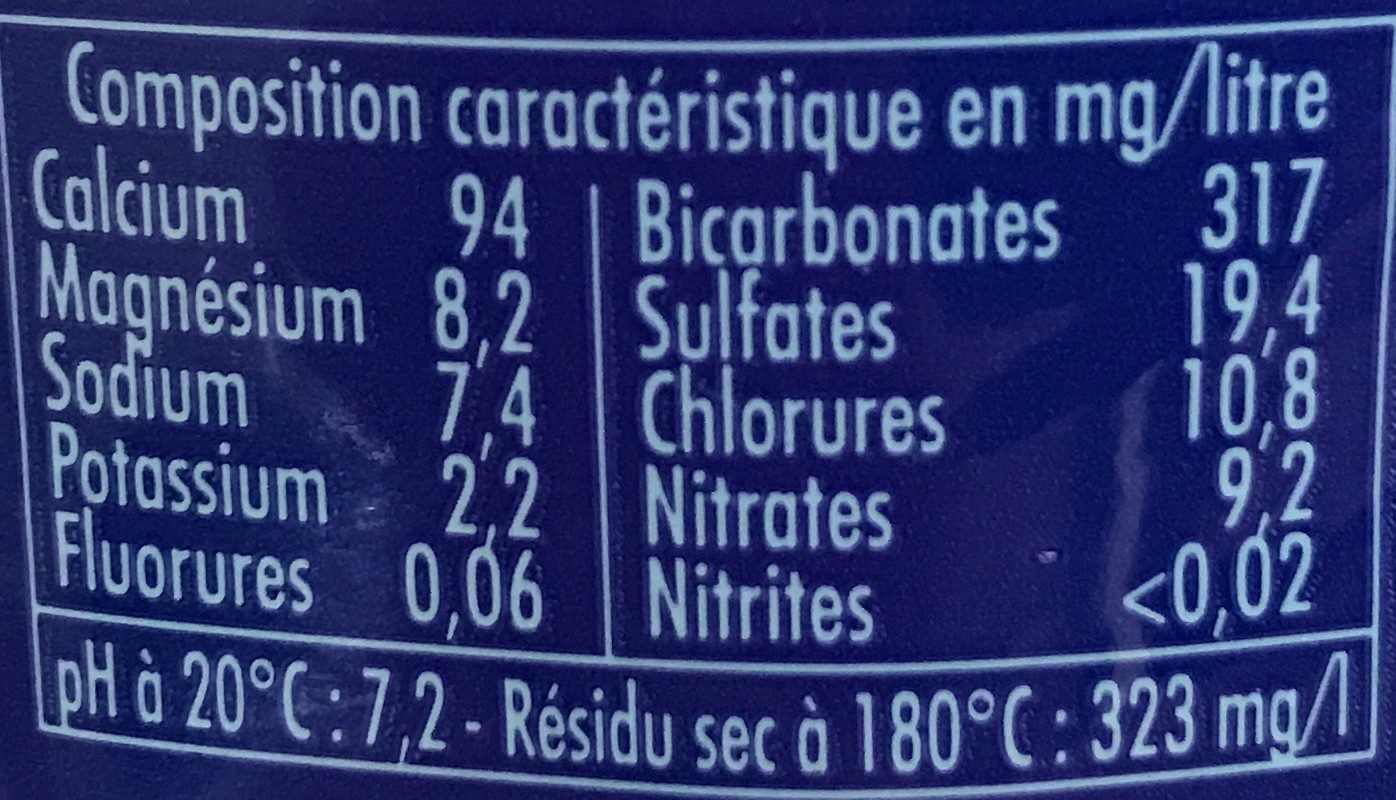 Composition caractéristique en mg/litre
Calcium 94
Magnésium 8,2
Sodium 7,4
Potassium 2,2
Fluorures 0,06
Bicarbonates 317
Sulfates 19,4
Chlorures 10,8
Nitrates 9,2
Nitrites <0,02
pH à 20°C : 7,2 - Résidu sec à 180°C : 323 mg/l